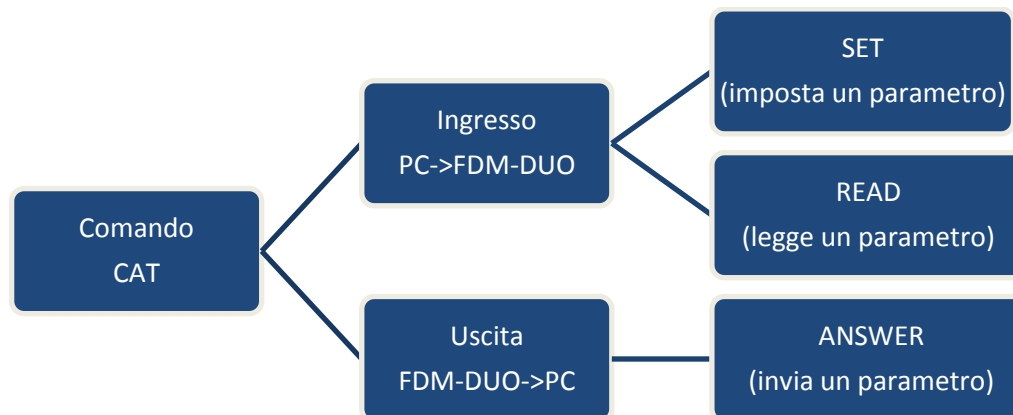 Comando
CAT
Ingresso
PC->FDM-DUO
SET
(imposta un parametro)
READ
(legge un parametro)
Uscita
FDM-DUO->PC
ANSWER
(invia un parametro)